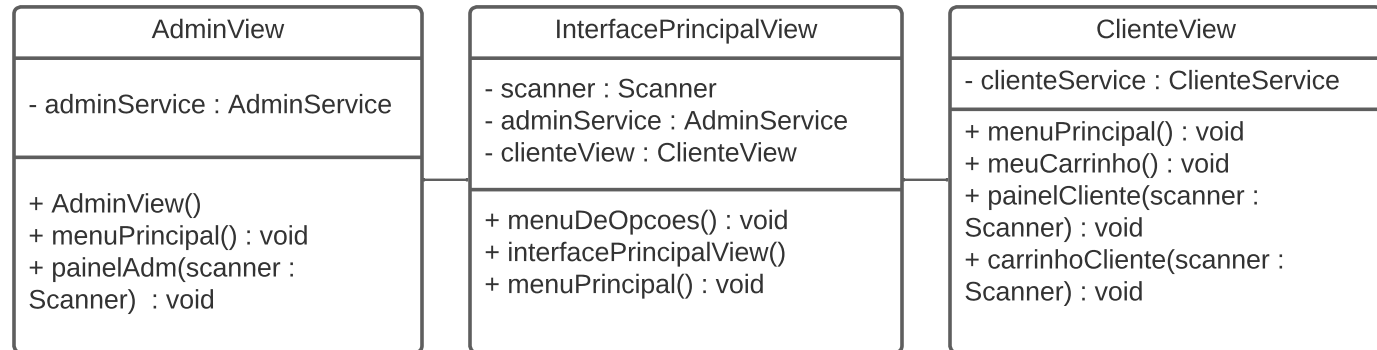 AdminView
- adminService : AdminService
+ AdminView()
+ menuPrincipal() : void
+ painelAdm(scanner :
Scanner)  : void
InterfacePrincipalView
- scanner : Scanner
- adminService : AdminService
- clienteView : ClienteView
+ menuDeOpcoes() : void
+ interfacePrincipalView()
+ menuPrincipal() : void
ClienteView
- clienteService : ClienteService
+ menuPrincipal() : void
+ meuCarrinho() : void
+ painelCliente(scanner :
Scanner) : void
+ carrinhoCliente(scanner :
Scanner) : void